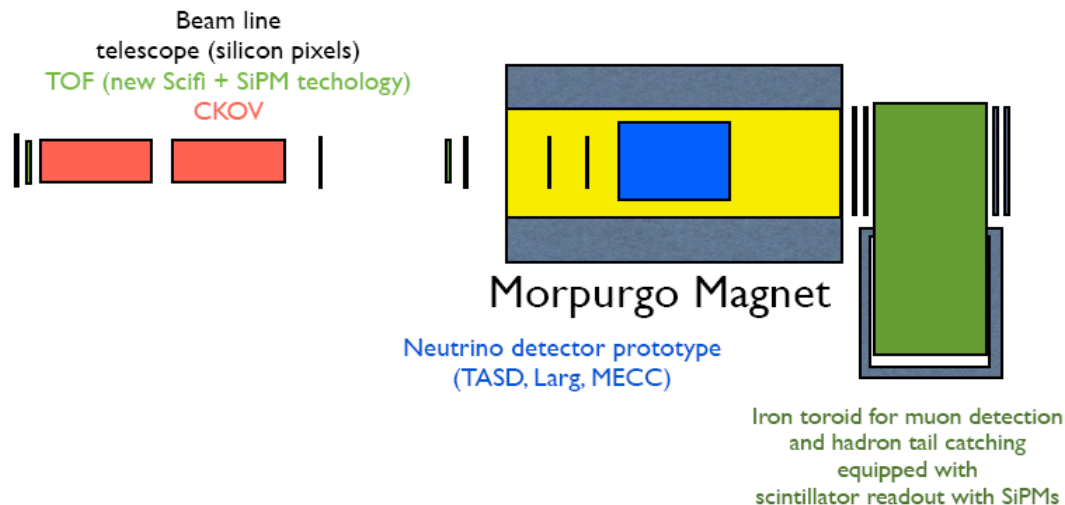 Beam line
telescope (silicon pixels)
TOF (new Scifi + SiPM techology)
CKOV
Morpurgo Magnet
Neutrino detector prototype
(TASD, Larg, MECC)
Iron toroid for muon detection
and hadron tail catching
equipped with
scintillator readout with SiPMs